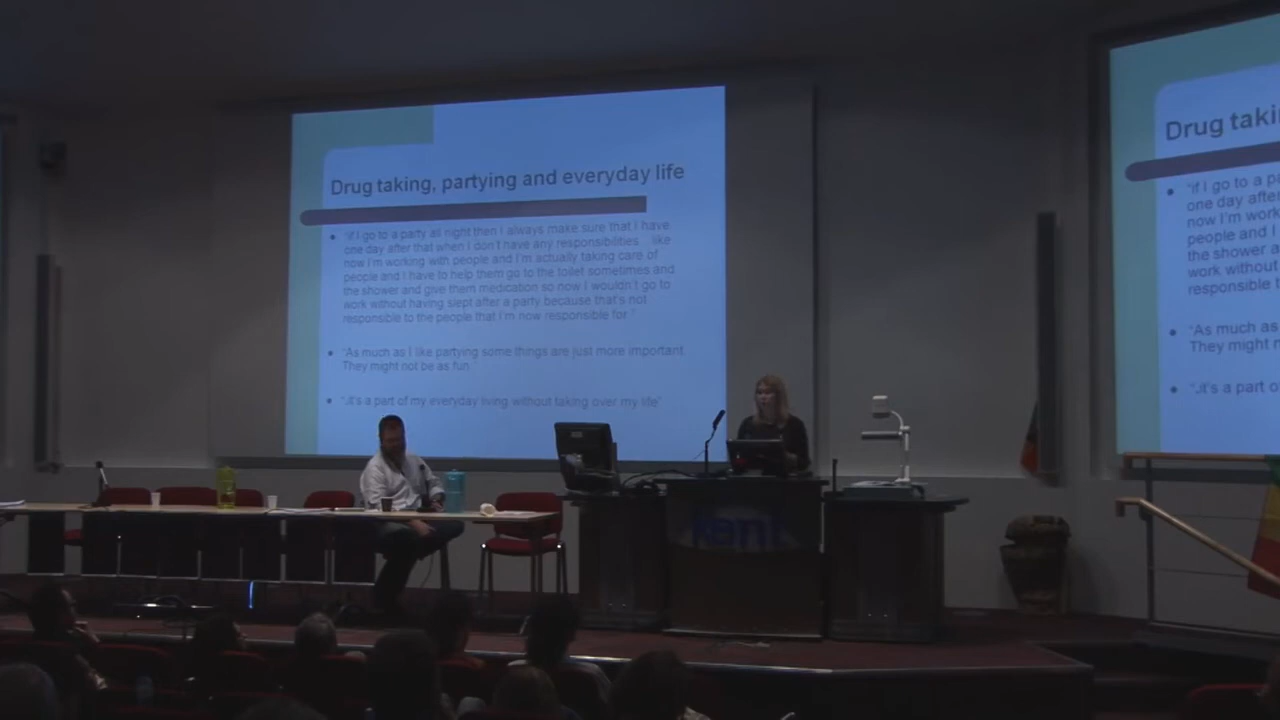 Drug taking, partying and everyday life
• "if I go to a party all night then I always make sure that I have
one day after that when I don't have any responsibilities... like
now I'm working with people and I'm actually taking care of
people and I have to help them go to the toilet sometimes and
the shower and give them medication so now I wouldn't go to
work without having slept after a party because that's not
responsible to the people that I'm now responsible for."
• "As much as I like partying some things are just more important.
They might not be as fun."
• "..it's a part of my everyday living without taking over my life"
Drug taki
• "if I go to a pa
one day afte
now I'm work
people and I
the shower a
work without
responsible t
• "As much as
They might n
• "..it's a part o
kent